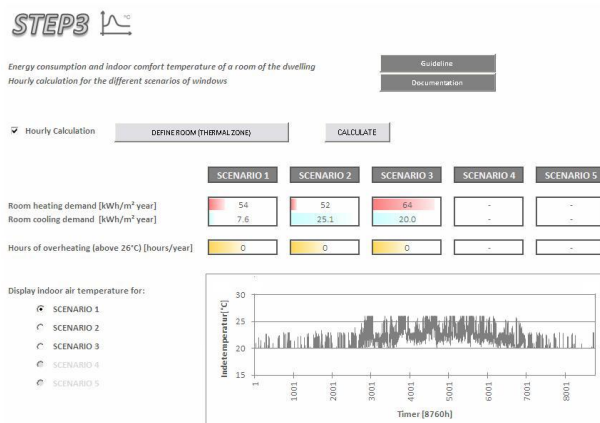 STEP3 °C
Energy consumption and indoor comfort temperature of a room of the dwelling
Hourly calculation for the different scenarios of windows
Guideline
Documentation
Hourly Calculation
DEFINE ROOM (THERMAL ZONE)
CALCULATE
SCENARIO 1 SCENARIO 2 SCENARIO 3 SCENARIO 4 SCENARIO 5
Room heating demand [kWh/m² year] 54 52 64 - -
Room cooling demand [kWh/m² year] 7.6 25.1 20.0 - -
Hours of overheating (above 26°C) [hours/year] 0 0 0 - -
Display indoor air temperature for:
SCENARIO 1
SCENARIO 2
SCENARIO 3
SCENARIO 4
SCENARIO 5
Indetemperatur[°C]
30
25
20
15
1 1001 2001 3001 4001 5001 6001 7001 8001
Timer [8760h]